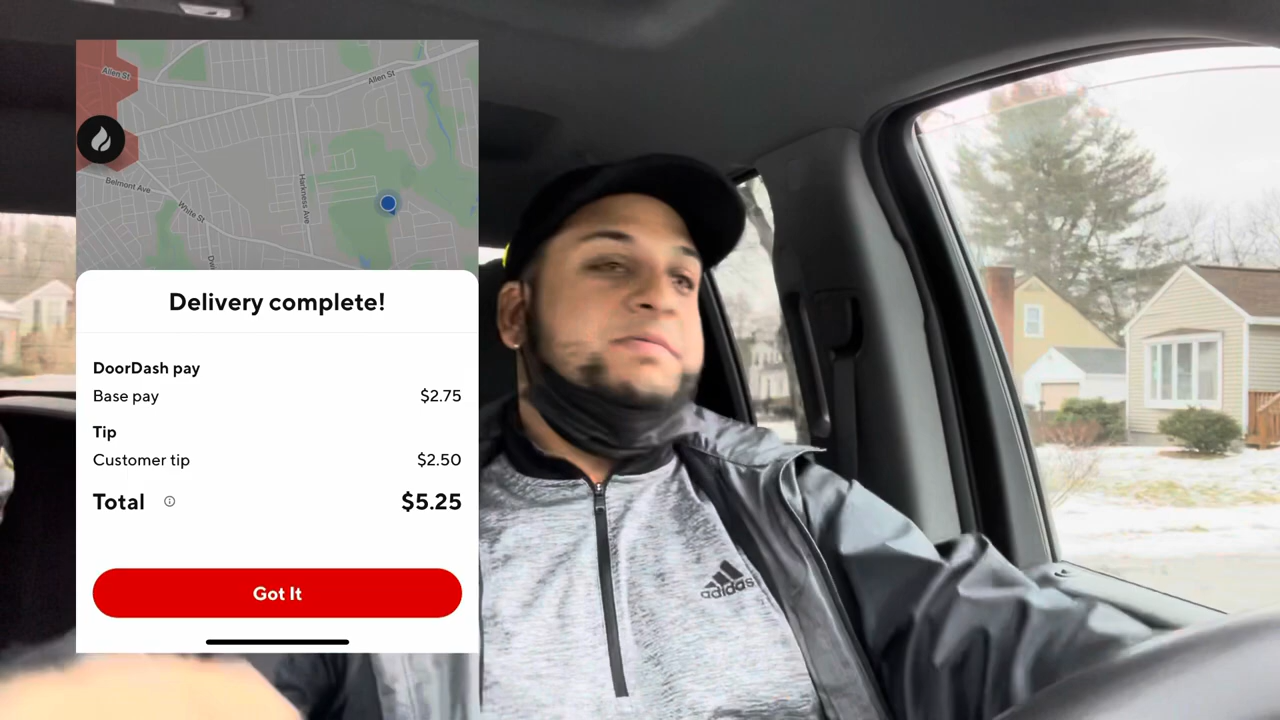 Allen St
Allen St
Belmont Ave
White St
Harkness Ave
Delivery complete!
DoorDash pay
Base pay $2.75
Tip
Customer tip $2.50
Total $5.25
Got It
adidas